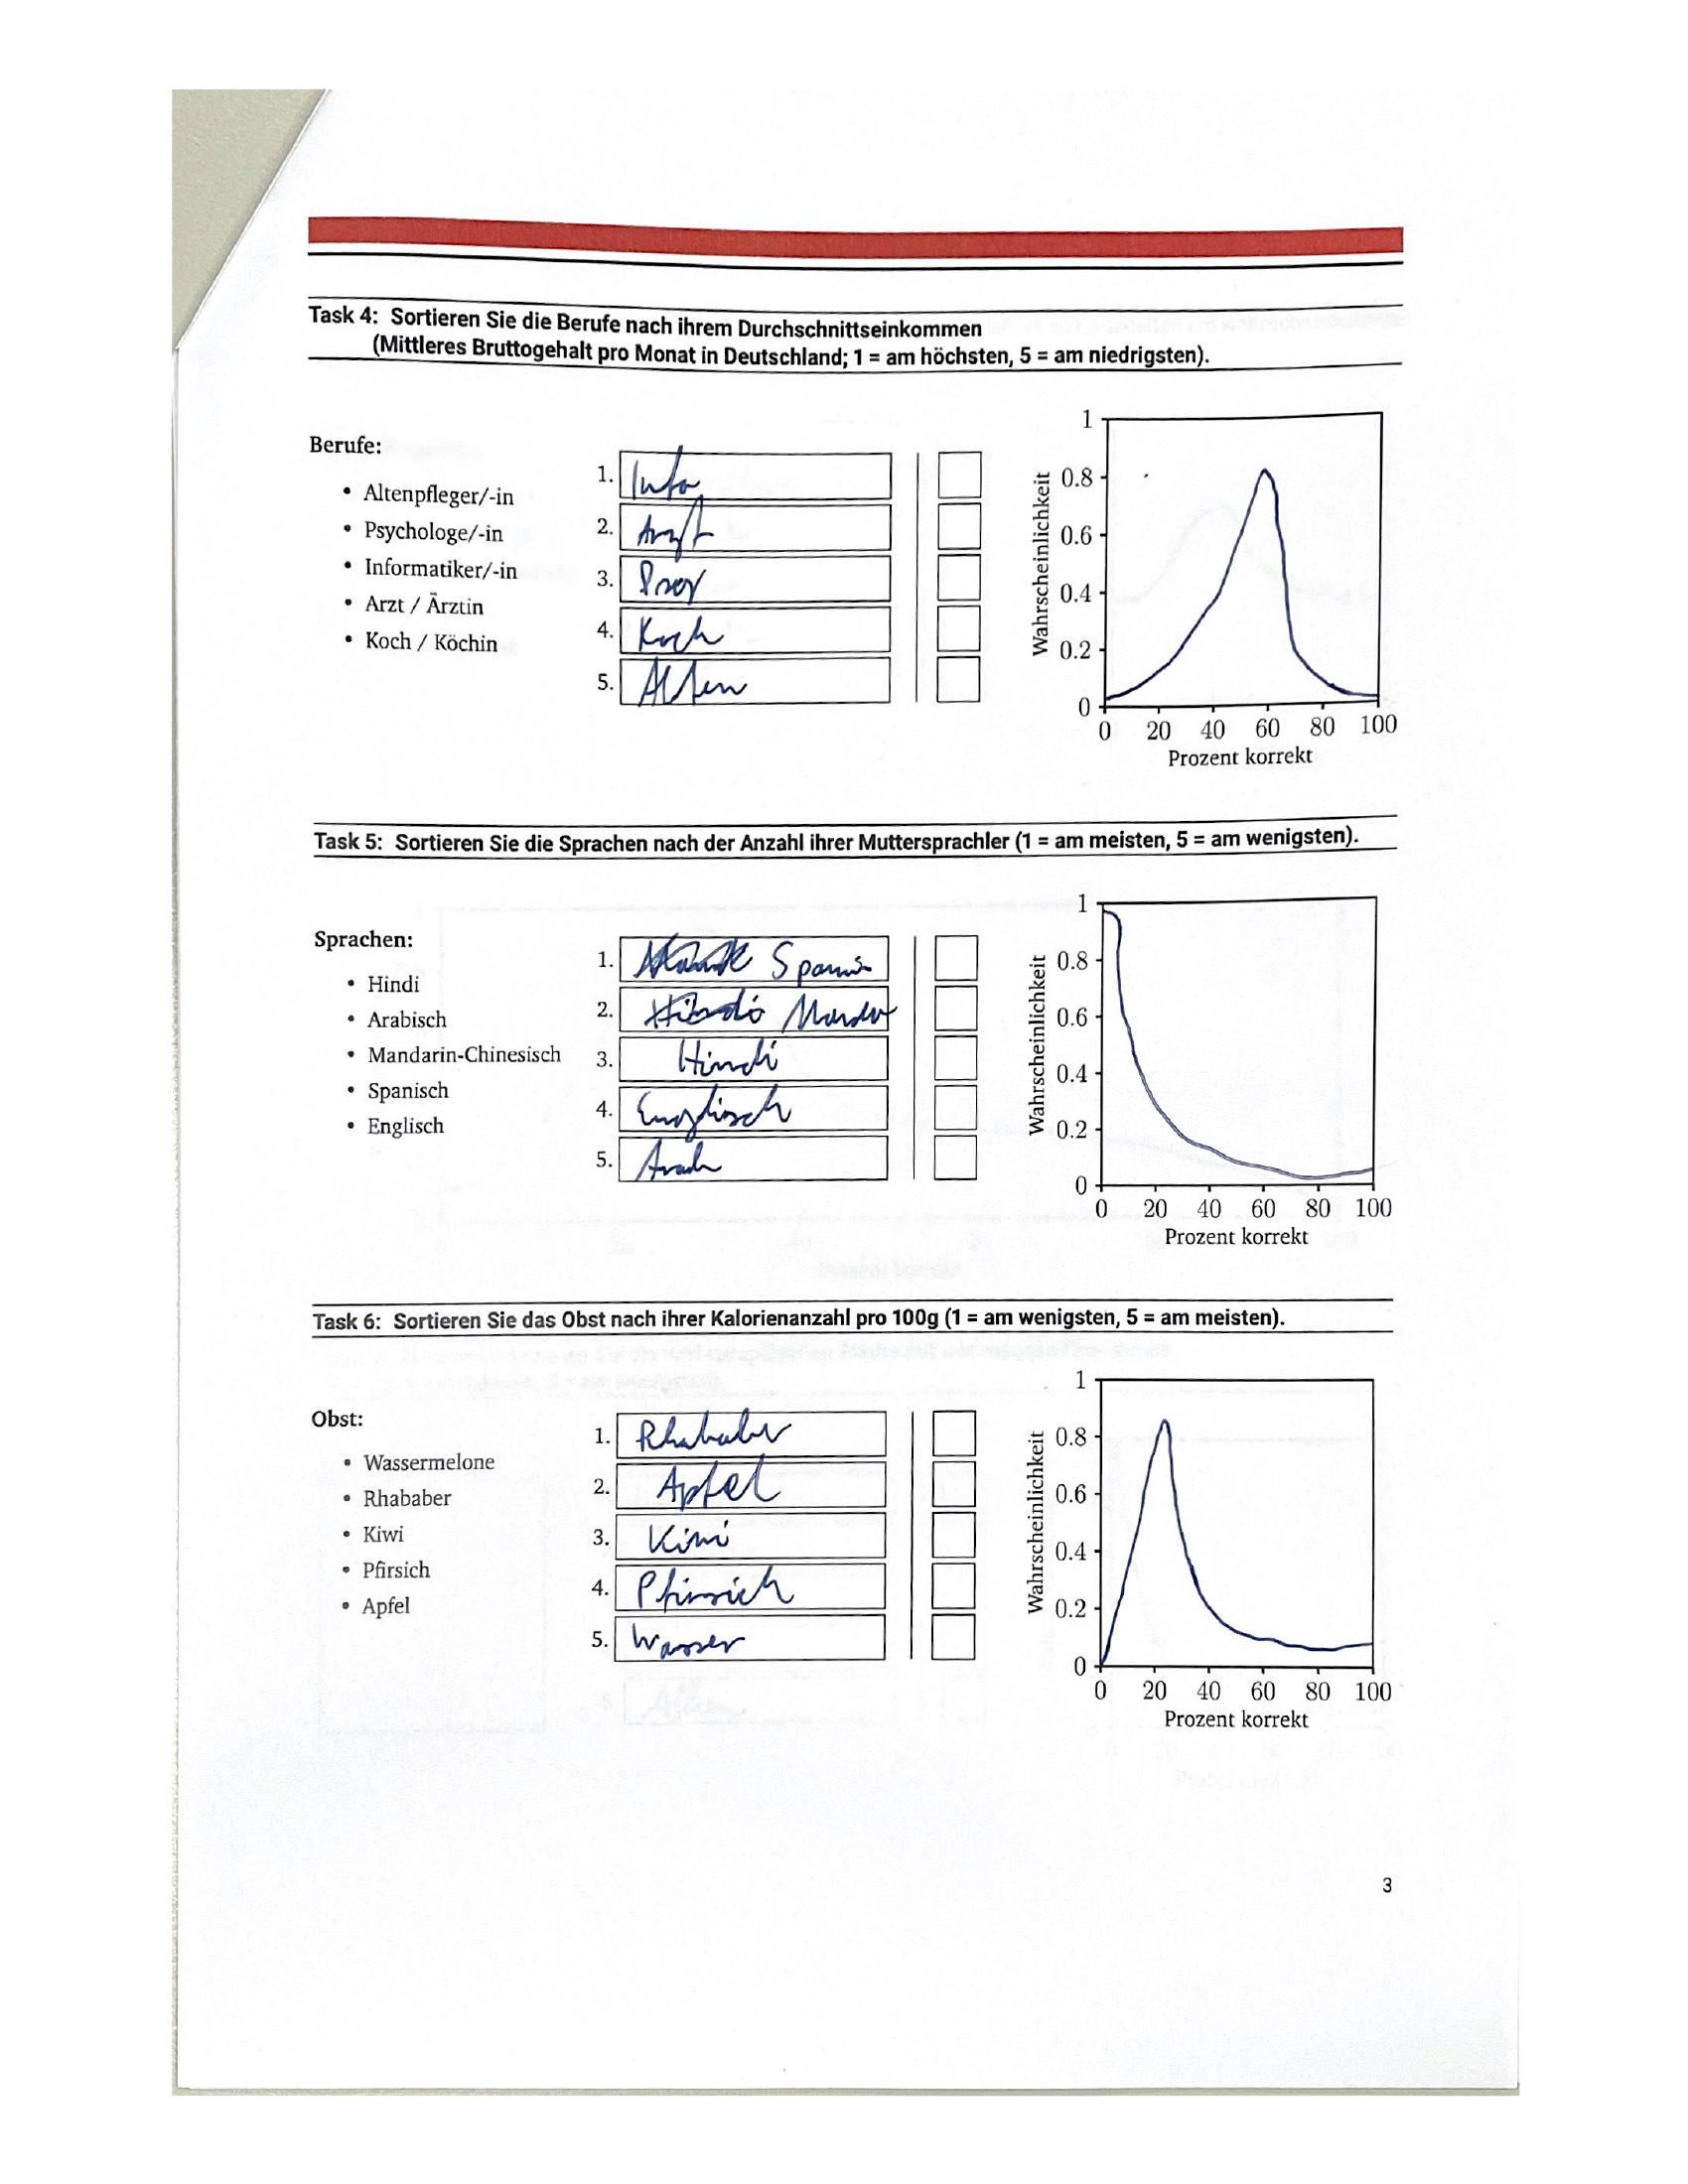 Task 4: Sortieren Sie die Berufe nach ihrem Durchschnittseinkommen
(Mittleres Bruttogehalt pro Monat in Deutschland; 1 = am höchsten, 5 = am niedrigsten).
Berufe:
• Altenpfleger/-in
• Psychologe/-in
• Informatiker/-in
• Arzt / Ärztin
• Koch / Köchin
1. Info
2. Arzt
3. Psy
4. Koch
5. Alten
Wahrscheinlichkeit
1
0.8
0.6
0.4
0.2
0
0 20 40 60 80 100
Prozent korrekt
Task 5: Sortieren Sie die Sprachen nach der Anzahl ihrer Muttersprachler (1 = am meisten, 5 = am wenigsten).
Sprachen:
• Hindi
• Arabisch
• Mandarin-Chinesisch
• Spanisch
• Englisch
1. Spanis
2. Hindi Mandar
3. Hindi
4. Englisch
5. Arab
Wahrscheinlichkeit
1
0.8
0.6
0.4
0.2
0
0 20 40 60 80 100
Prozent korrekt
Task 6: Sortieren Sie das Obst nach ihrer Kalorienanzahl pro 100g (1 = am wenigsten, 5 = am meisten).
Obst:
• Wassermelone
• Rhababer
• Kiwi
• Pfirsich
• Apfel
1. Rhababer
2. Apfel
3. Kiwi
4. Pfirsich
5. Wasser
Wahrscheinlichkeit
1
0.8
0.6
0.4
0.2
0
0 20 40 60 80 100
Prozent korrekt
3